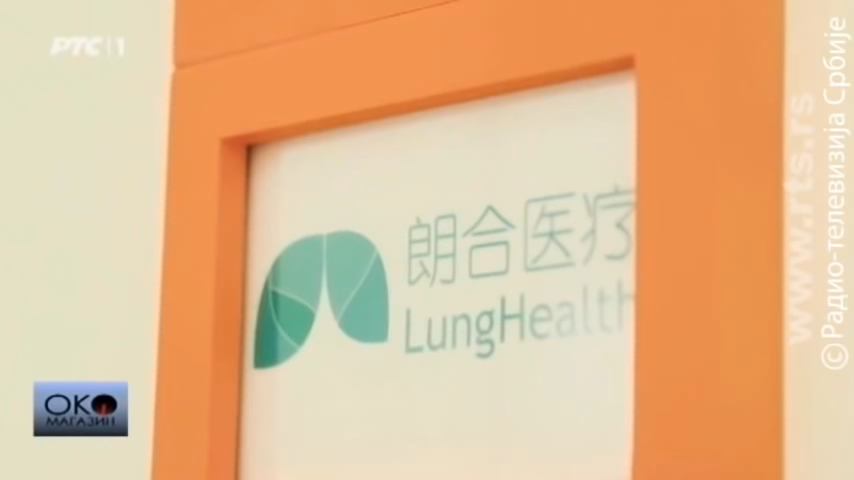 РТС 1
朗合医疗
LungHealth
ОКО
МАГАЗИН
www.rts.rs
© Радио-телевизија Србије